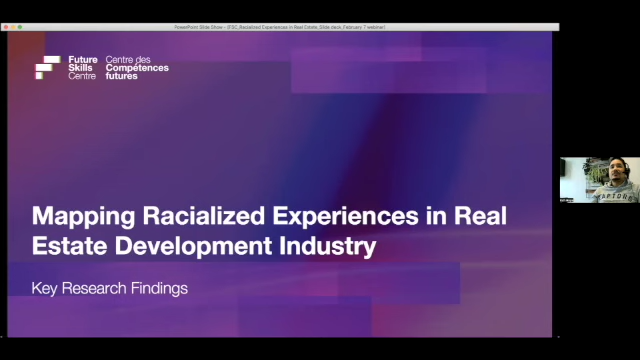 PowerPoint Slide Show - [FSC_Racialized Experiences in Real Estate_Slide deck_February 7 webinar]
Future Centre des
Skills Compétences
Centre futures
Mapping Racialized Experiences in Real
Estate Development Industry
Key Research Findings